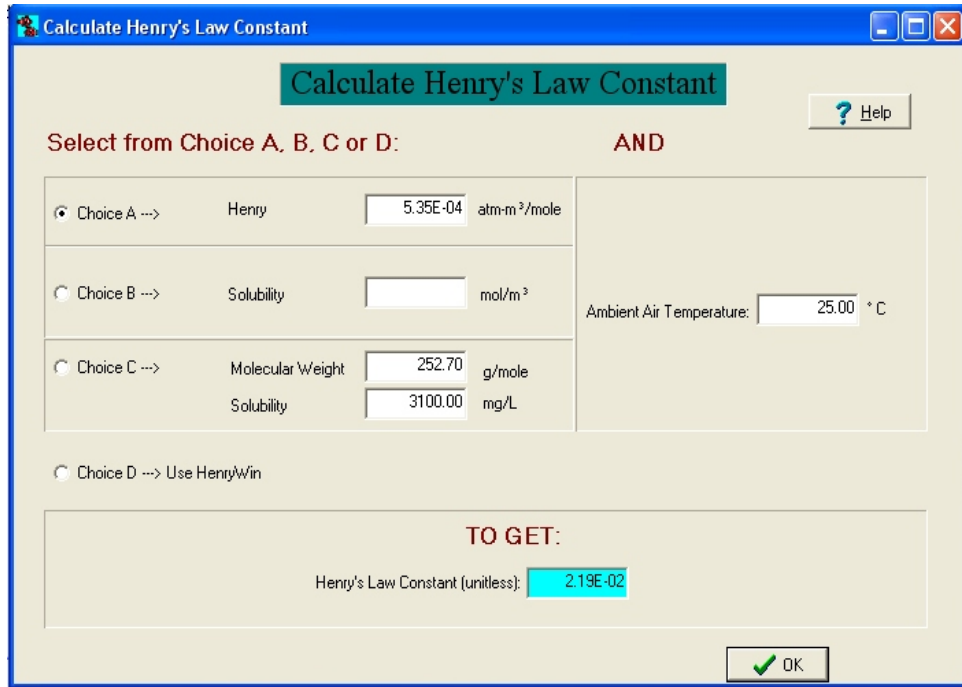 Calculate Henry's Law Constant
Calculate Henry's Law Constant
? Help
Select from Choice A, B, C or D: AND
Choice A ---> Henry 5.35E-04 atm-m³/mole
Choice B ---> Solubility mol/m³
Ambient Air Temperature: 25.00 ° C
Choice C ---> Molecular Weight 252.70 g/mole
Solubility 3100.00 mg/L
Choice D ---> Use HenryWin
TO GET:
Henry's Law Constant (unitless): 2.19E-02
OK